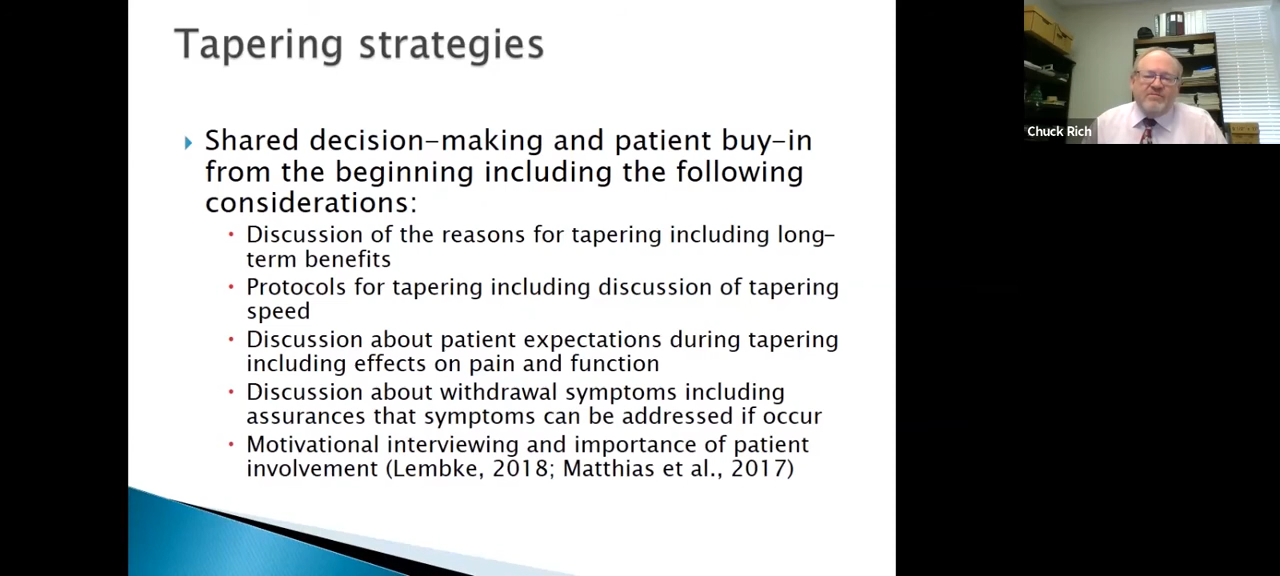 Tapering strategies
Shared decision-making and patient buy-in
from the beginning including the following
considerations:
• Discussion of the reasons for tapering including long-
term benefits
• Protocols for tapering including discussion of tapering
speed
• Discussion about patient expectations during tapering
including effects on pain and function
• Discussion about withdrawal symptoms including
assurances that symptoms can be addressed if occur
• Motivational interviewing and importance of patient
involvement (Lembke, 2018; Matthias et al., 2017)
Chuck Rich